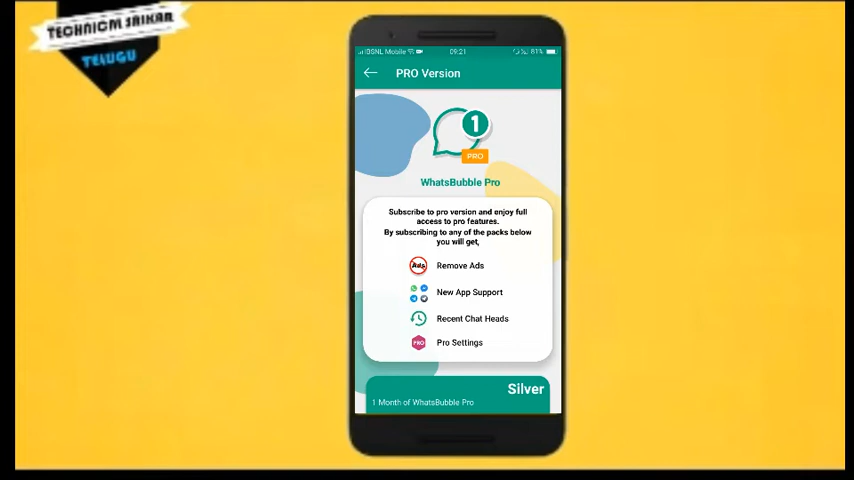 TECHNICM SRIKAR
TELUGU
BSNL Mobile 09:21 81%
PRO Version
1
PRO
WhatsBubble Pro
Subscribe to pro version and enjoy full
access to pro features.
By subscribing to any of the packs below
you will get,
Ads Remove Ads
New App Support
Recent Chat Heads
PRO Pro Settings
Silver
1 Month of WhatsBubble Pro